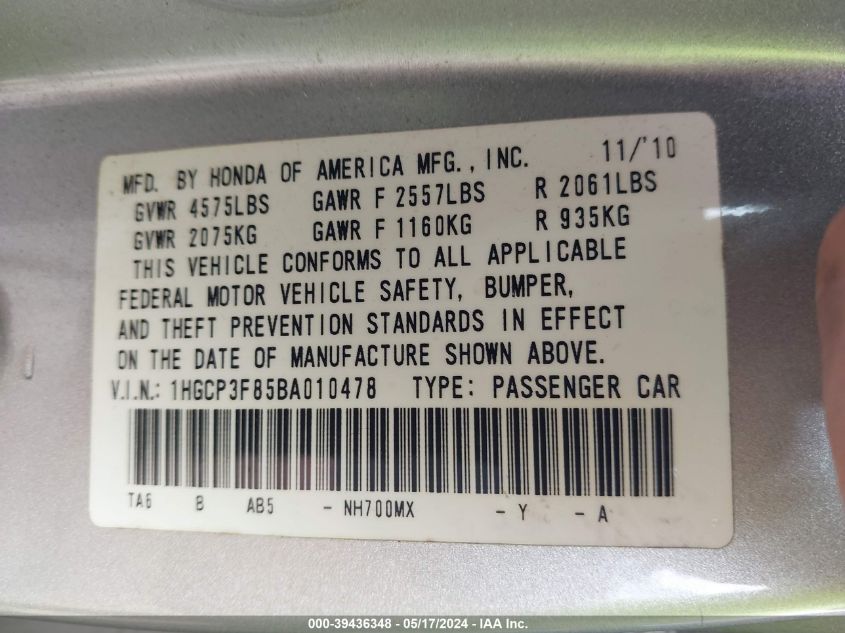 MFD. BY HONDA OF AMERICA MFG., INC. 11/'10
GVWR 4575LBS GAWR F 2557LBS R 2061LBS
GVWR 2075KG GAWR F 1160KG R 935KG
THIS VEHICLE CONFORMS TO ALL APPLICABLE
FEDERAL MOTOR VEHICLE SAFETY, BUMPER,
AND THEFT PREVENTION STANDARDS IN EFFECT
ON THE DATE OF MANUFACTURE SHOWN ABOVE.
V.I.N.: 1HGCP3F85BA010478 TYPE: PASSENGER CAR
TA6 B AB5 - NH700MX - Y - A
000-39436348 - 05/17/2024 - IAA Inc.